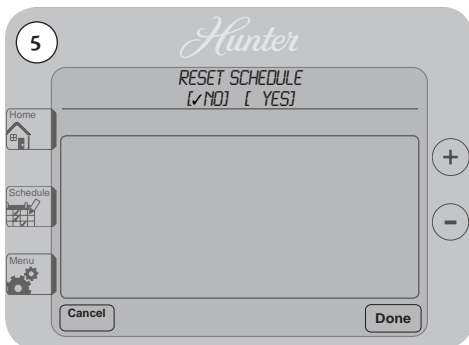 5
Hunter
RESET SCHEDULE
[✓NO] [ YES]
Home
Schedule
Menu
+
-
Cancel
Done